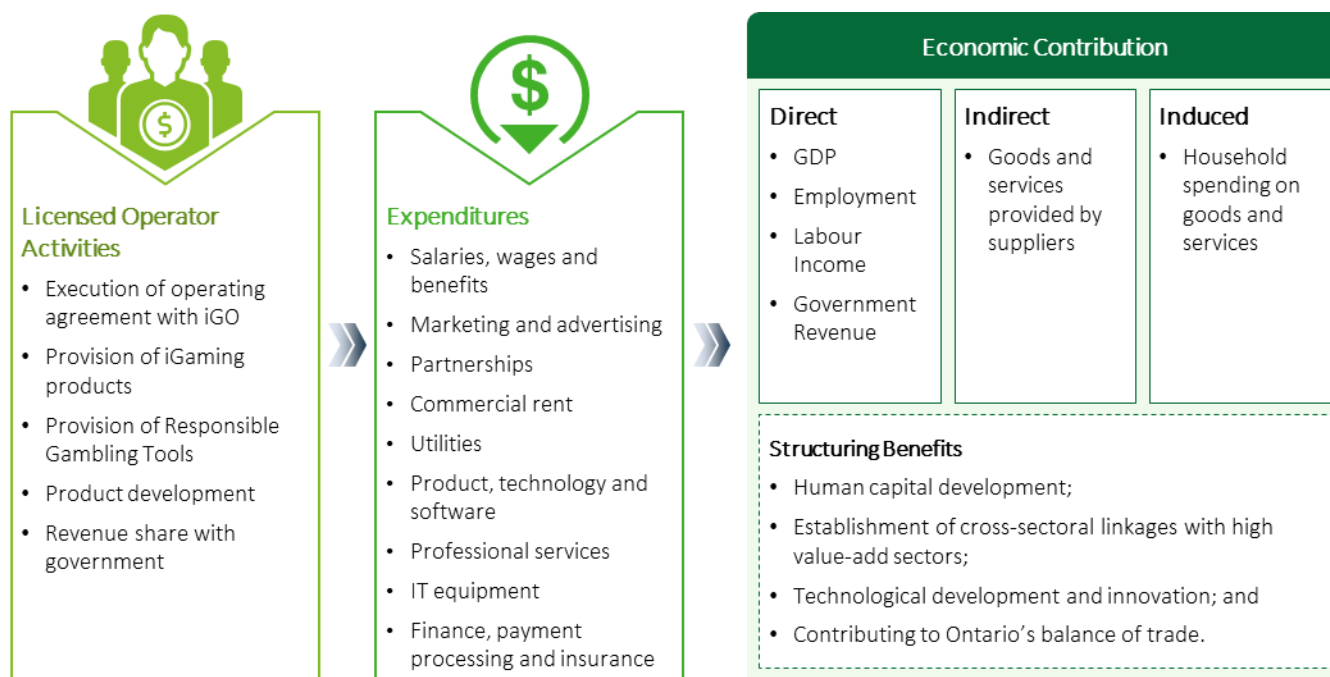 Licensed Operator
Activities
• Execution of operating
agreement with iGO
• Provision of iGaming
products
• Provision of Responsible
Gambling Tools
• Product development
• Revenue share with
government
Expenditures
• Salaries, wages and
benefits
• Marketing and advertising
• Partnerships
• Commercial rent
• Utilities
• Product, technology and
software
• Professional services
• IT equipment
• Finance, payment
processing and insurance
Economic Contribution
Direct
• GDP
• Employment
• Labour
Income
• Government
Revenue
Indirect
• Goods and
services
provided by
suppliers
Induced
• Household
spending on
goods and
services
Structuring Benefits
• Human capital development;
• Establishment of cross-sectoral linkages with high
value-add sectors;
• Technological development and innovation; and
• Contributing to Ontario’s balance of trade.